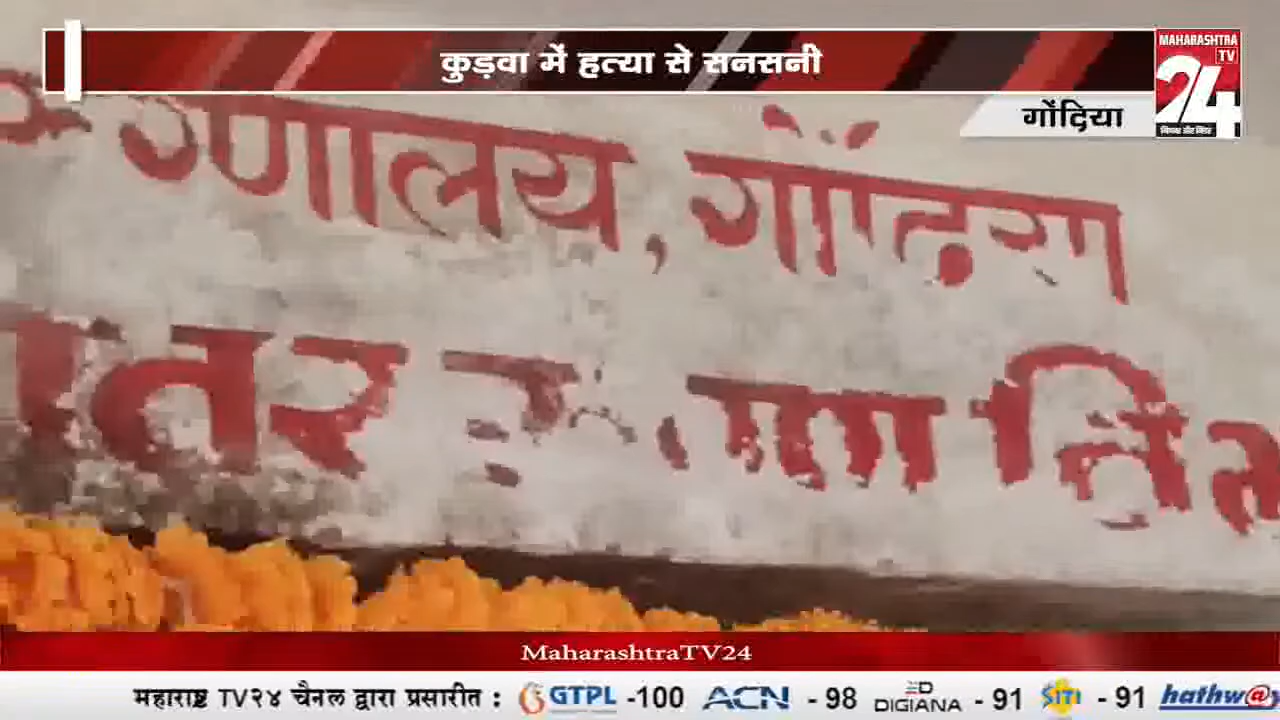 कुड़वा में हत्या से सनसनी
MAHARASHTRA
TV
24
गोंदिया
रुग्णालय, गोंदिया
MaharashtraTV24
महाराष्ट्र TV२४ चैनल द्वारा प्रसारीत : GTPL -100 ACN - 98 DIGIANA - 91 SITI - 91 hathway